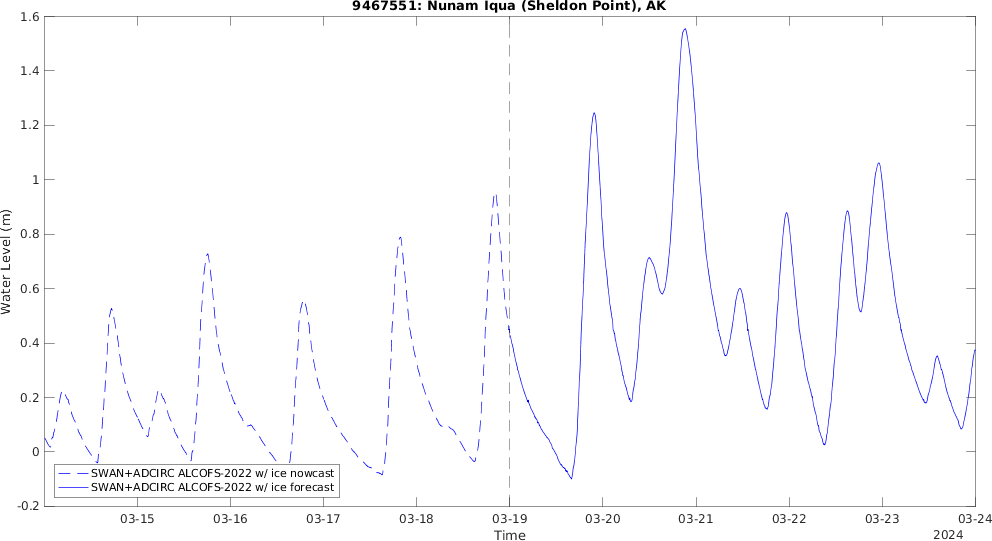 9467551: Nunam Iqua (Sheldon Point), AK
1.6
1.4
1.2
1
0.8
0.6
0.4
0.2
0
-0.2
Water Level (m)
SWAN+ADCIRC ALCOFS-2022 w/ ice nowcast
SWAN+ADCIRC ALCOFS-2022 w/ ice forecast
03-15 03-16 03-17 03-18 03-19 03-20 03-21 03-22 03-23 03-24
Time
2024